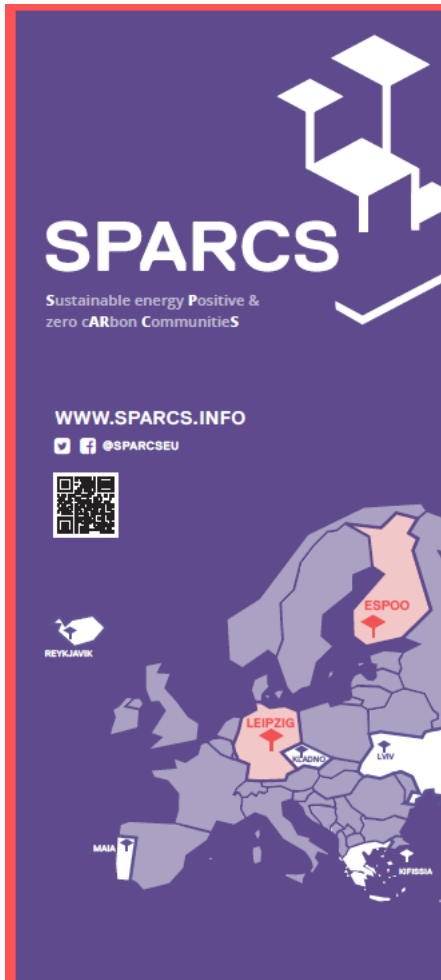 SPARCS
Sustainable energy Positive &
zero cARbon CommunitieS
WWW.SPARCS.INFO
@SPARCSEU
ESPOO
REYKJAVIK
LEIPZIG
KLADNO
LVIV
MAIA
KIFISSIA